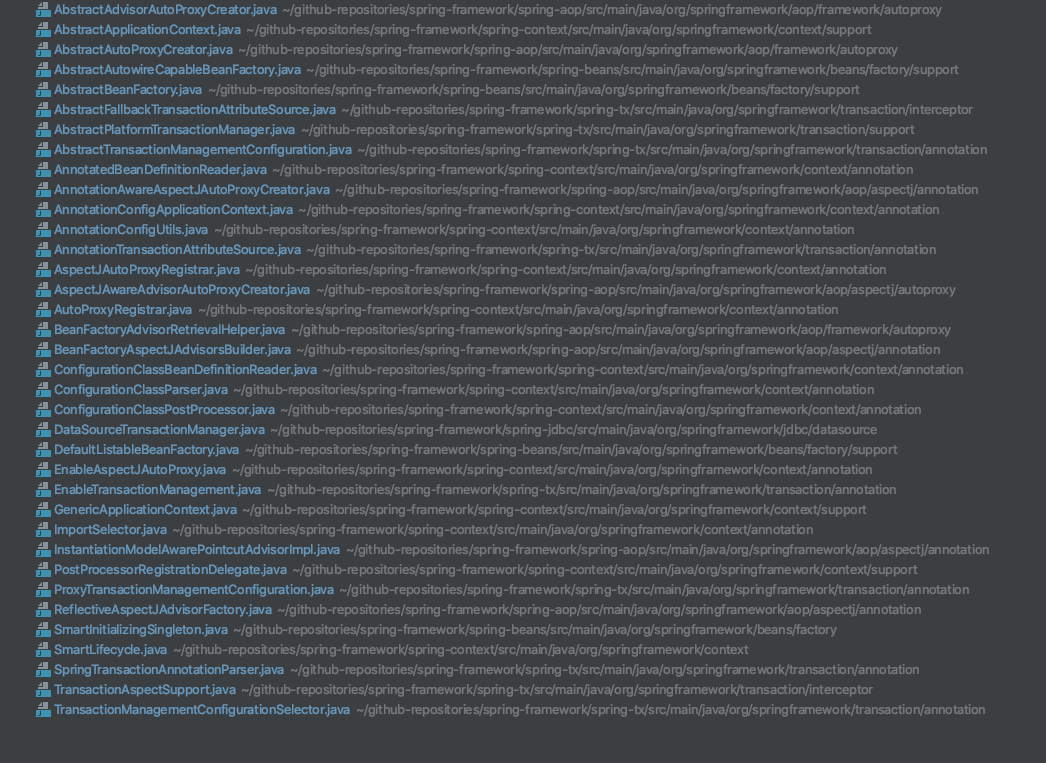 AbstractAdvisorAutoProxyCreator.java ~/github-repositories/spring-framework/spring-aop/src/main/java/org/springframework/aop/framework/autoproxy
AbstractApplicationContext.java ~/github-repositories/spring-framework/spring-context/src/main/java/org/springframework/context/support
AbstractAutoProxyCreator.java ~/github-repositories/spring-framework/spring-aop/src/main/java/org/springframework/aop/framework/autoproxy
AbstractAutowireCapableBeanFactory.java ~/github-repositories/spring-framework/spring-beans/src/main/java/org/springframework/beans/factory/support
AbstractBeanFactory.java ~/github-repositories/spring-framework/spring-beans/src/main/java/org/springframework/beans/factory/support
AbstractFallbackTransactionAttributeSource.java ~/github-repositories/spring-framework/spring-tx/src/main/java/org/springframework/transaction/interceptor
AbstractPlatformTransactionManager.java ~/github-repositories/spring-framework/spring-tx/src/main/java/org/springframework/transaction/support
AbstractTransactionManagementConfiguration.java ~/github-repositories/spring-framework/spring-tx/src/main/java/org/springframework/transaction/annotation
AnnotatedBeanDefinitionReader.java ~/github-repositories/spring-framework/spring-context/src/main/java/org/springframework/context/annotation
AnnotationAwareAspectJAutoProxyCreator.java ~/github-repositories/spring-framework/spring-aop/src/main/java/org/springframework/aop/aspectj/annotation
AnnotationConfigApplicationContext.java ~/github-repositories/spring-framework/spring-context/src/main/java/org/springframework/context/annotation
AnnotationConfigUtils.java ~/github-repositories/spring-framework/spring-context/src/main/java/org/springframework/context/annotation
AnnotationTransactionAttributeSource.java ~/github-repositories/spring-framework/spring-tx/src/main/java/org/springframework/transaction/annotation
AspectJAutoProxyRegistrar.java ~/github-repositories/spring-framework/spring-context/src/main/java/org/springframework/context/annotation
AspectJAwareAdvisorAutoProxyCreator.java ~/github-repositories/spring-framework/spring-aop/src/main/java/org/springframework/aop/aspectj/autoproxy
AutoProxyRegistrar.java ~/github-repositories/spring-framework/spring-context/src/main/java/org/springframework/context/annotation
BeanFactoryAdvisorRetrievalHelper.java ~/github-repositories/spring-framework/spring-aop/src/main/java/org/springframework/aop/framework/autoproxy
BeanFactoryAspectJAdvisorsBuilder.java ~/github-repositories/spring-framework/spring-aop/src/main/java/org/springframework/aop/aspectj/annotation
ConfigurationClassBeanDefinitionReader.java ~/github-repositories/spring-framework/spring-context/src/main/java/org/springframework/context/annotation
ConfigurationClassParser.java ~/github-repositories/spring-framework/spring-context/src/main/java/org/springframework/context/annotation
ConfigurationClassPostProcessor.java ~/github-repositories/spring-framework/spring-context/src/main/java/org/springframework/context/annotation
DataSourceTransactionManager.java ~/github-repositories/spring-framework/spring-jdbc/src/main/java/org/springframework/jdbc/datasource
DefaultListableBeanFactory.java ~/github-repositories/spring-framework/spring-beans/src/main/java/org/springframework/beans/factory/support
EnableAspectJAutoProxy.java ~/github-repositories/spring-framework/spring-context/src/main/java/org/springframework/context/annotation
EnableTransactionManagement.java ~/github-repositories/spring-framework/spring-tx/src/main/java/org/springframework/transaction/annotation
GenericApplicationContext.java ~/github-repositories/spring-framework/spring-context/src/main/java/org/springframework/context/support
ImportSelector.java ~/github-repositories/spring-framework/spring-context/src/main/java/org/springframework/context/annotation
InstantiationModelAwarePointcutAdvisorImpl.java ~/github-repositories/spring-framework/spring-aop/src/main/java/org/springframework/aop/aspectj/annotation
PostProcessorRegistrationDelegate.java ~/github-repositories/spring-framework/spring-context/src/main/java/org/springframework/context/support
ProxyTransactionManagementConfiguration.java ~/github-repositories/spring-framework/spring-tx/src/main/java/org/springframework/transaction/annotation
ReflectiveAspectJAdvisorFactory.java ~/github-repositories/spring-framework/spring-aop/src/main/java/org/springframework/aop/aspectj/annotation
SmartInitializingSingleton.java ~/github-repositories/spring-framework/spring-beans/src/main/java/org/springframework/beans/factory
SmartLifecycle.java ~/github-repositories/spring-framework/spring-context/src/main/java/org/springframework/context
SpringTransactionAnnotationParser.java ~/github-repositories/spring-framework/spring-tx/src/main/java/org/springframework/transaction/annotation
TransactionAspectSupport.java ~/github-repositories/spring-framework/spring-tx/src/main/java/org/springframework/transaction/interceptor
TransactionManagementConfigurationSelector.java ~/github-repositories/spring-framework/spring-tx/src/main/java/org/springframework/transaction/annotation